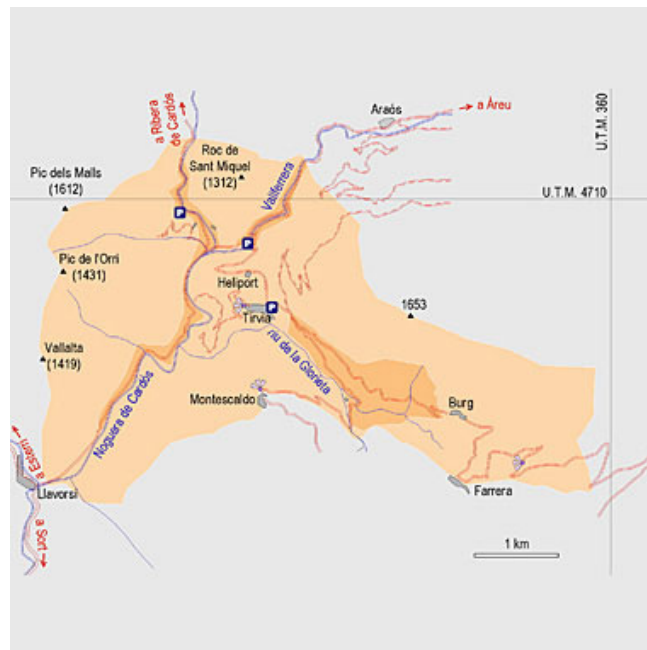 a Ribera
de Cardós
Araós
a Àreu
U.T.M. 360
Roc de
Sant Miquel
(1312)
Vallferrera
Pic dels Malls
(1612)
U.T.M. 4710
P
P
Pic de l'Orri
(1431)
Heliport
P
Tírvia
1653
Vallalta
(1419)
riu de la Glorieta
Noguera de Cardós
Montescaldo
Burg
a Esterri
Llavorsí
Farrera
a Sort
1 km